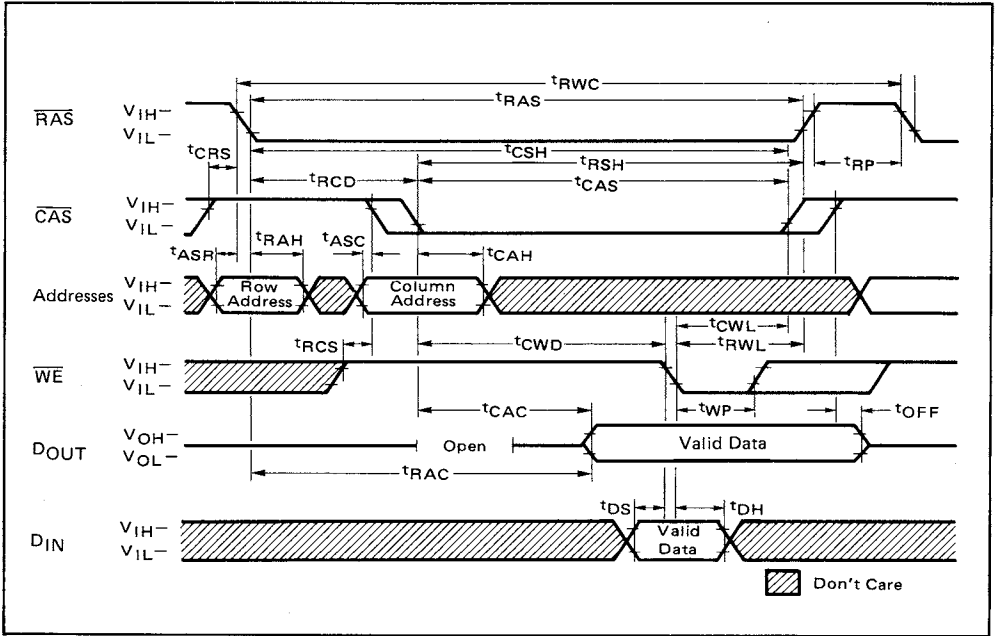 tRWC
tRAS
RAS
VIH–
VIL–
tCRS
tCSH
tRSH
tRP
tRCD
tCAS
CAS
VIH–
VIL–
tASR
tRAH
tASC
tCAH
Addresses
VIH–
VIL–
Row
Address
Column
Address
tCWL
tRCS
tCWD
tRWL
WE
VIH–
VIL–
tCAC
tWP
tOFF
DOUT
VOH–
VOL–
Open
Valid Data
tRAC
tDS
tDH
DIN
VIH–
VIL–
Valid
Data
Don't Care